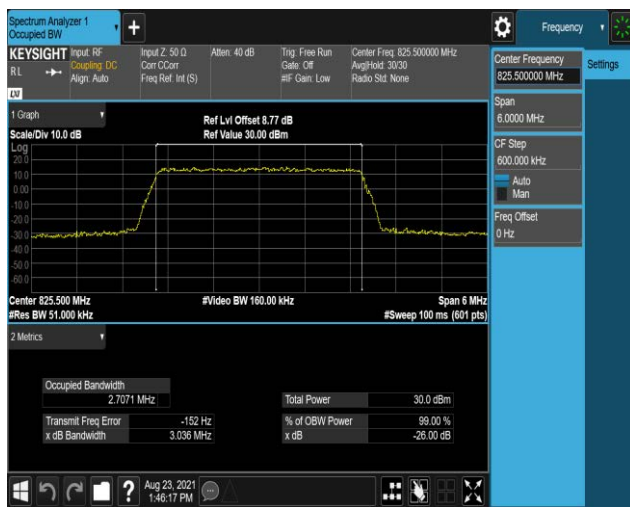 Spectrum Analyzer 1
Occupied BW
+
Frequency
KEYSIGHT
RL
LXI
Input: RF
Coupling: DC
Align: Auto
Input Z: 50 Ω
Corr CCorr
Freq Ref: Int (S)
Atten: 40 dB
Trig: Free Run
Gate: Off
#IF Gain: Low
Center Freq: 825.500000 MHz
Avg|Hold: 30/30
Radio Std: None
Center Frequency
825.500000 MHz
Settings
Span
6.0000 MHz
CF Step
600.000 kHz
Auto
Man
Freq Offset
0 Hz
1 Graph
Scale/Div 10.0 dB
Ref Lvl Offset 8.77 dB
Ref Value 30.00 dBm
Log
20.0
10.0
0.00
-10.0
-20.0
-30.0
-40.0
-50.0
-60.0
Center 825.500 MHz
#Video BW 160.00 kHz
Span 6 MHz
#Res BW 51.000 kHz
#Sweep 100 ms (601 pts)
2 Metrics
Occupied Bandwidth
2.7071 MHz
Total Power
30.0 dBm
Transmit Freq Error
-152 Hz
% of OBW Power
99.00 %
x dB Bandwidth
3.036 MHz
x dB
-26.00 dB
?
Aug 23, 2021
1:46:17 PM